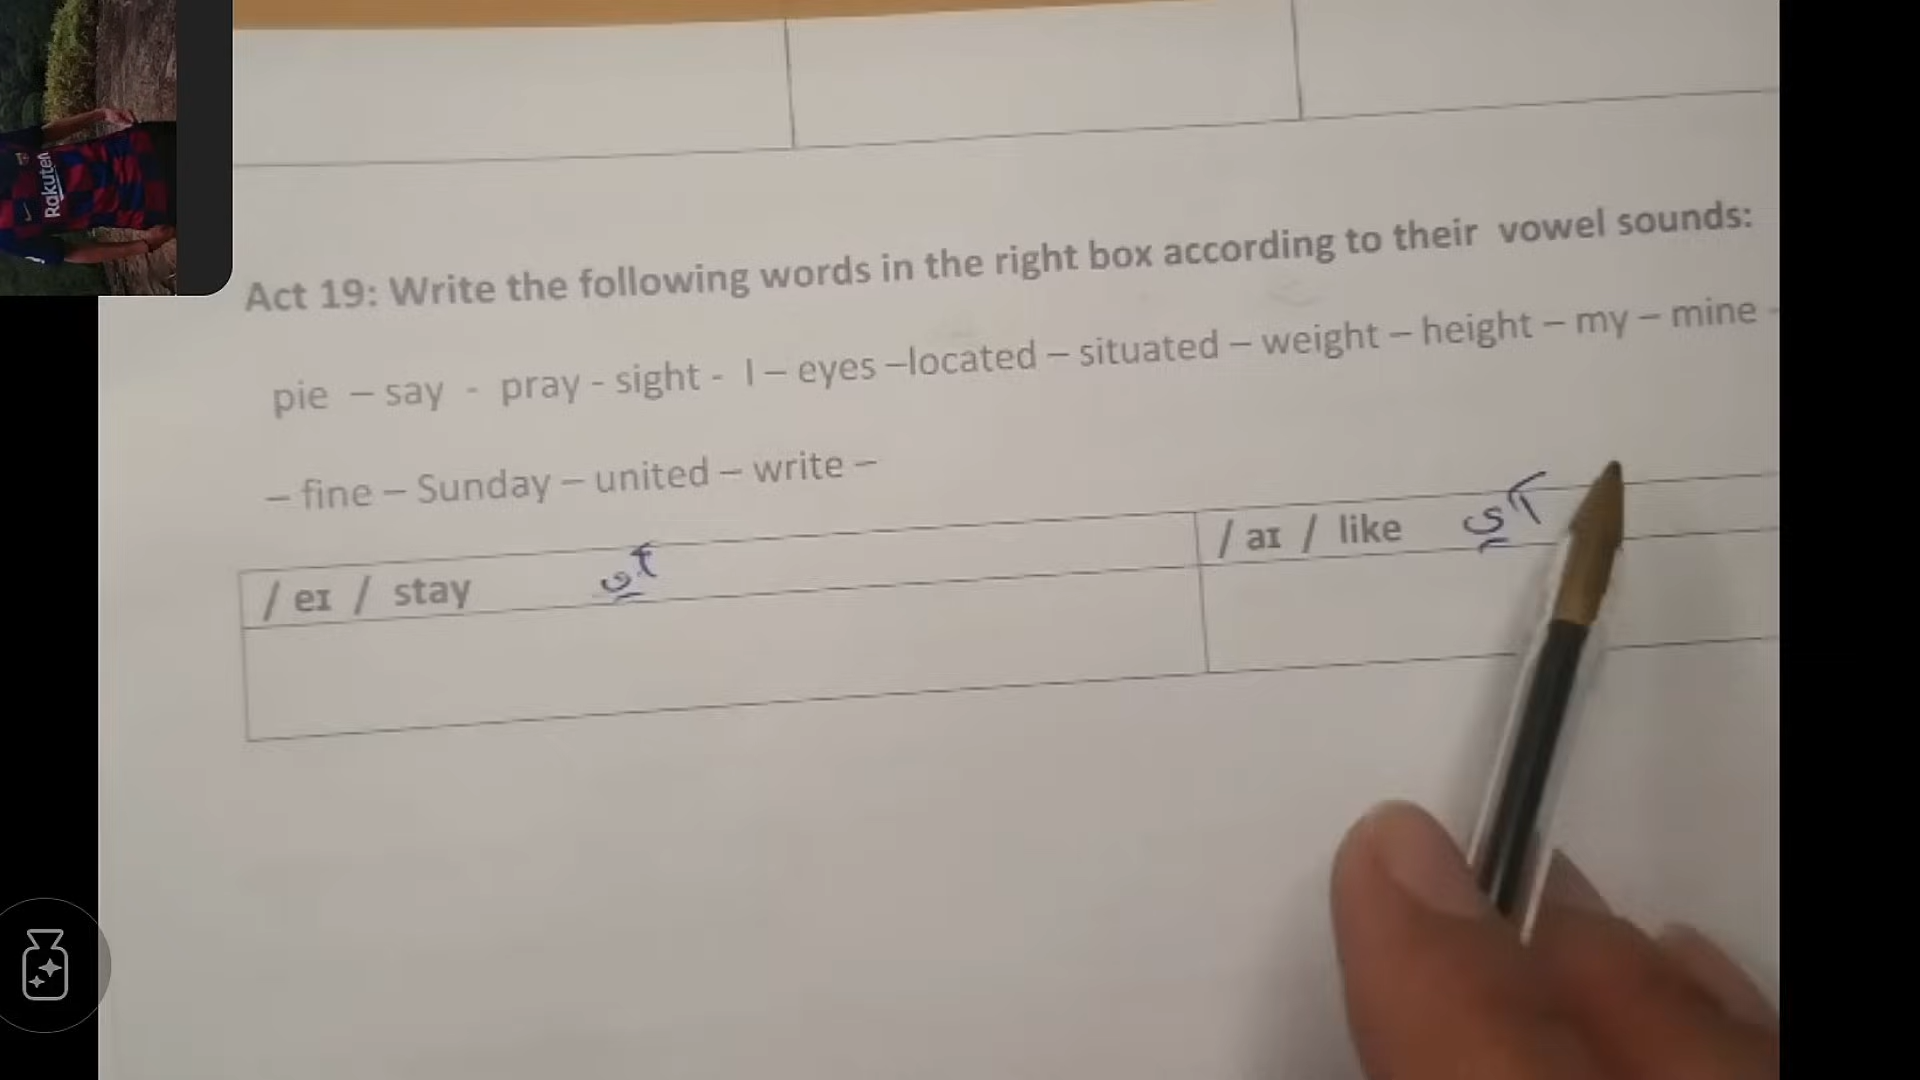 Rakuten
Act 19: Write the following words in the right box according to their vowel sounds:
pie – say - pray - sight - I – eyes –located – situated – weight – height – my – mine -
– fine – Sunday – united – write –
/ eɪ / stay
/ aɪ / like